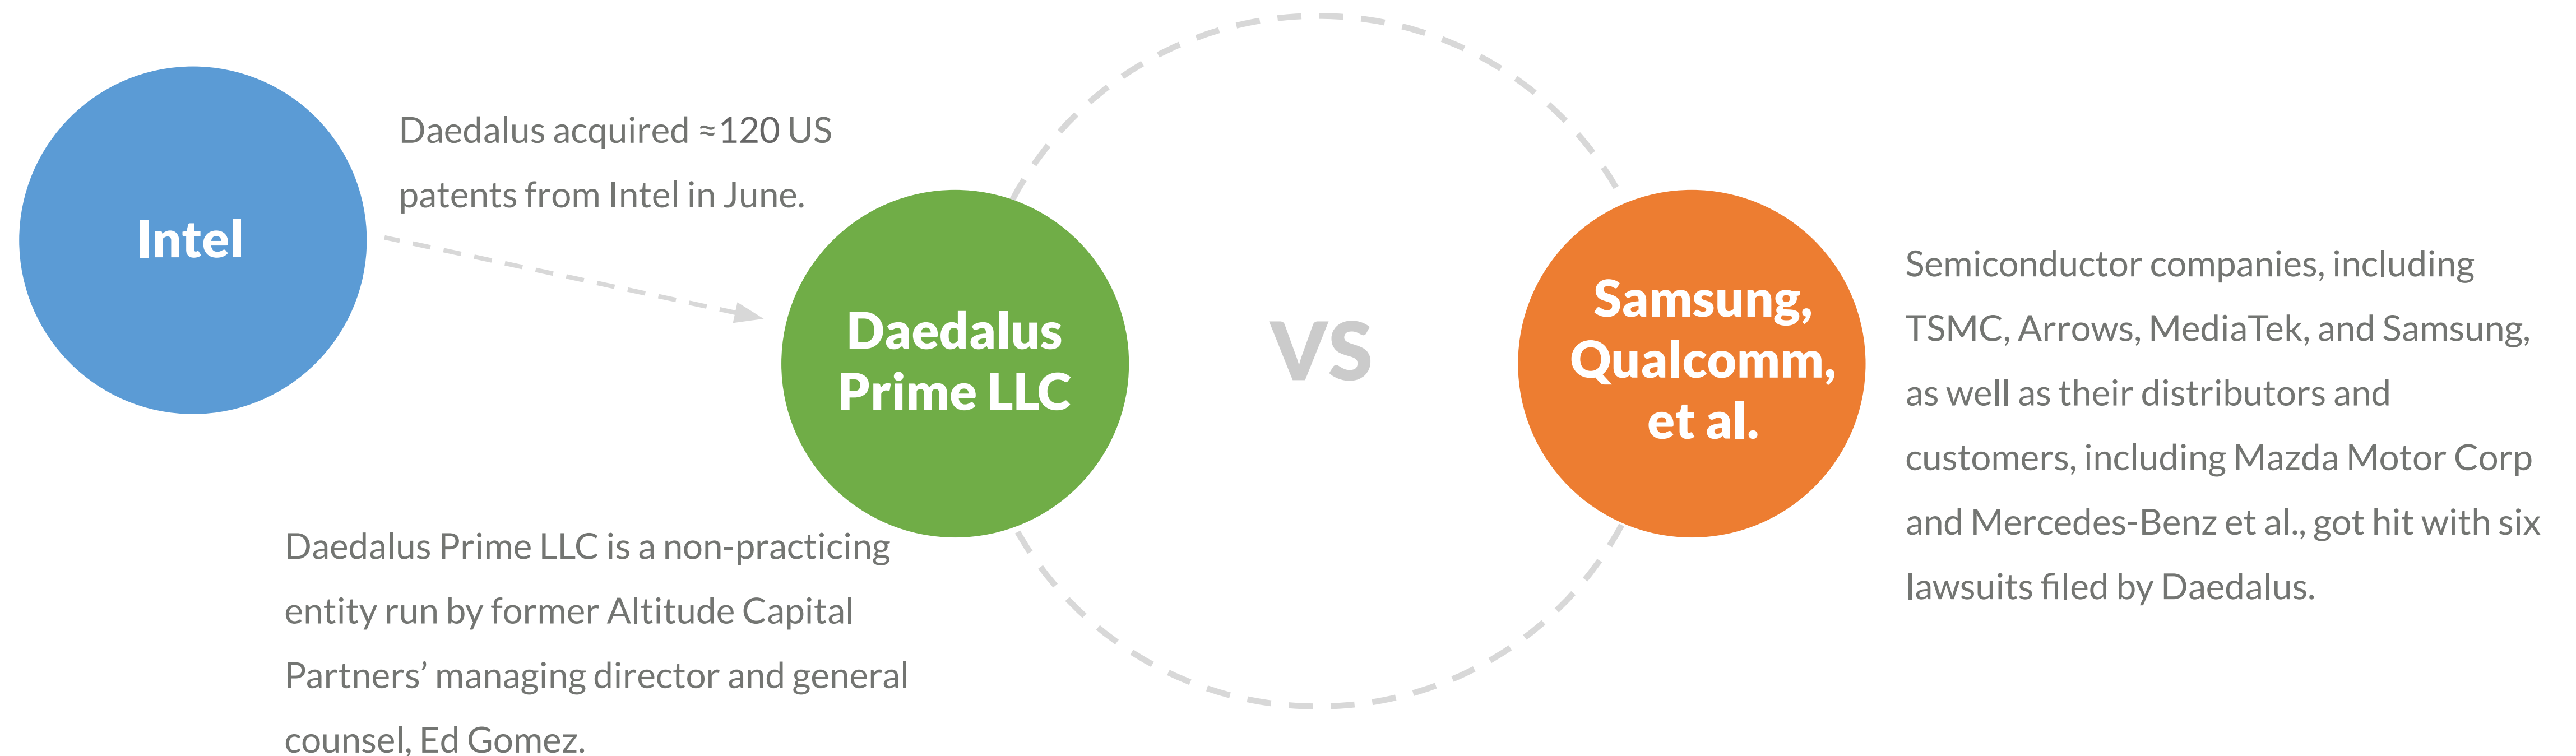 Intel
Daedalus acquired ≈120 US
patents from Intel in June.
Daedalus
Prime LLC
Daedalus Prime LLC is a non-practicing
entity run by former Altitude Capital
Partners’ managing director and general
counsel, Ed Gomez.
VS
Samsung,
Qualcomm,
et al.
Semiconductor companies, including
TSMC, Arrows, MediaTek, and Samsung,
as well as their distributors and
customers, including Mazda Motor Corp
and Mercedes-Benz et al., got hit with six
lawsuits filed by Daedalus.